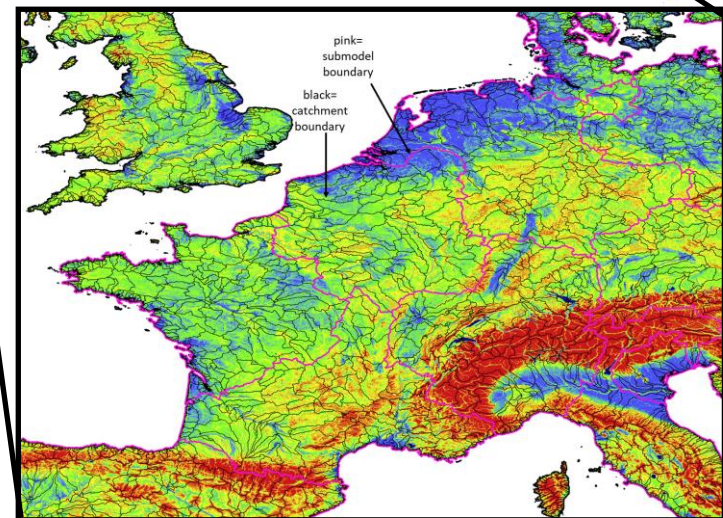 pink=
submodel
boundary
black=
catchment
boundary